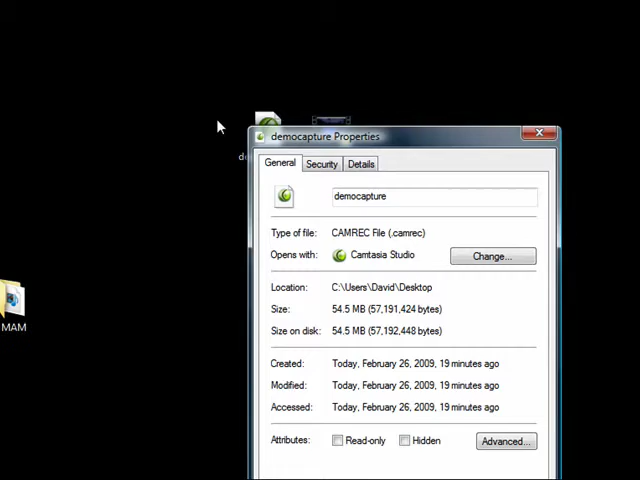 democapture Properties
General Security Details
democapture
Type of file: CAMREC File (.camrec)
Opens with: Camtasia Studio Change...
Location: C:\Users\David\Desktop
Size: 54.5 MB (57,191,424 bytes)
Size on disk: 54.5 MB (57,192,448 bytes)
Created: Today, February 26, 2009, 19 minutes ago
Modified: Today, February 26, 2009, 19 minutes ago
Accessed: Today, February 26, 2009, 19 minutes ago
Attributes: Read-only Hidden Advanced...
MAM